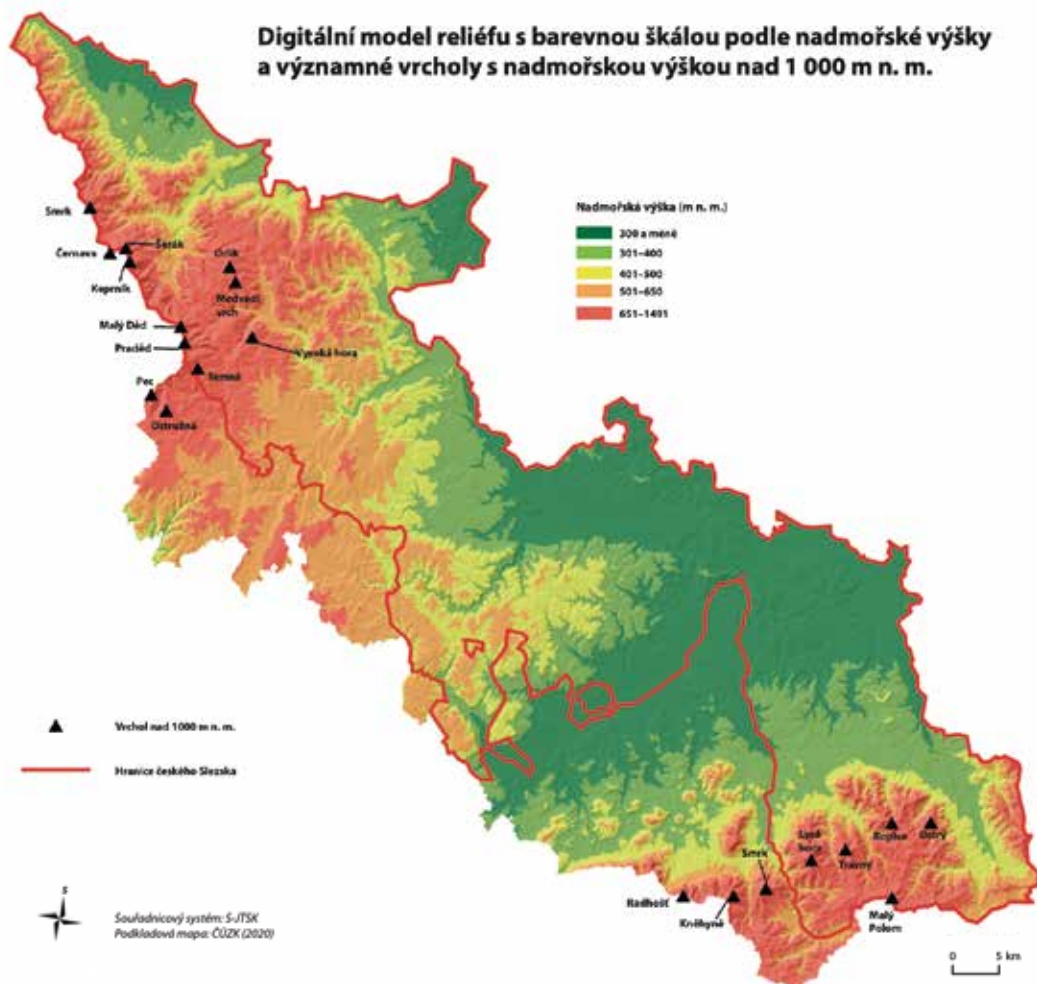 Digitální model reliéfu s barevnou škálou podle nadmořské výšky
a významné vrcholy s nadmořskou výškou nad 1 000 m n. m.
Nadmořská výška (m n. m.)
300 a méně
301–400
401–500
501–650
651–1491
Smrk
Šerák
Černava
Keprník
Orlík
Medvědí
vrch
Malý Děd
Praděd
Vysoká hora
Temná
Pec
Ostružná
Vrchol nad 1000 m n. m.
Hranice českého Slezska
Smrk
Lysá
hora
Travný
Ropice
Ostrý
Radhošť
Kněhyně
Malý
Polom
S
Souřadnicový systém: S-JTSK
Podkladová mapa: ČÚZK (2020)
0 5 km